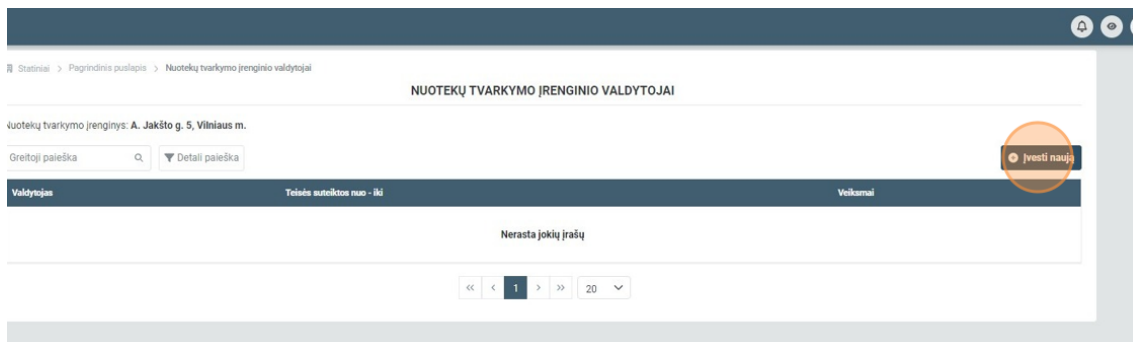 Statiniai > Pagrindinis puslapis > Nuotekų tvarkymo įrenginio valdytojai
NUOTEKŲ TVARKYMO ĮRENGINIO VALDYTOJAI
Nuotekų tvarkymo įrenginys: A. Jakšto g. 5, Vilniaus m.
Greitoji paieška Detali paieška Įvesti naują
Valdytojas Teisės suteiktos nuo - iki Veiksmai
Nerasta jokių įrašų
<< < 1 > >> 20